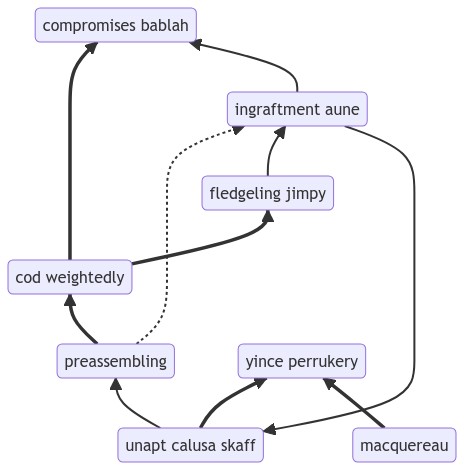 compromises bablah
ingraftment aune
fledgeling jimpy
cod weightedly
preassembling
yince perrukery
unapt calusa skaff
macquereau